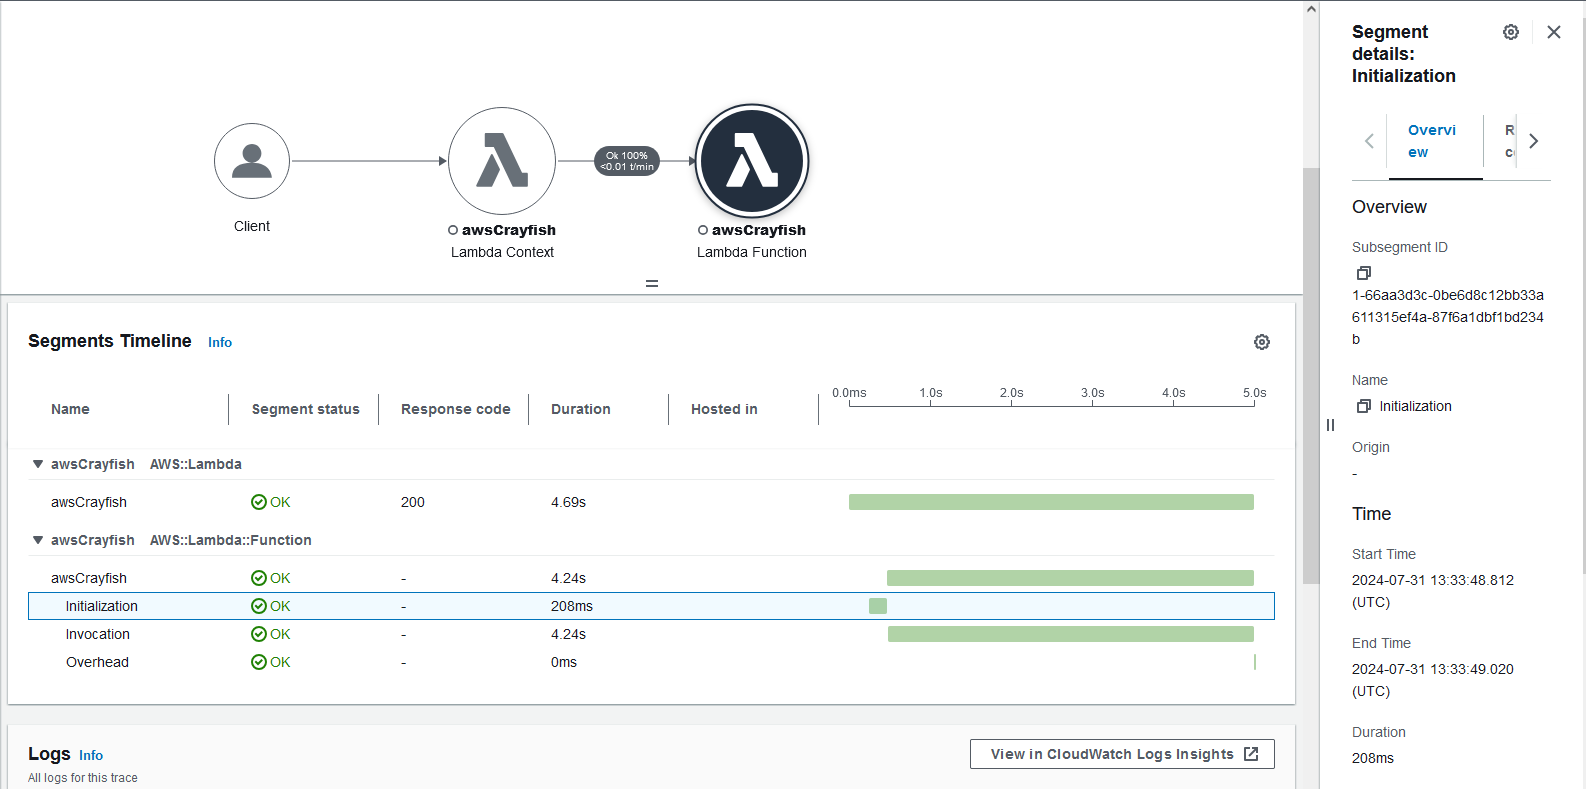 Client
Ok 100%
<0.01 t/min
awsCrayfish
Lambda Context
awsCrayfish
Lambda Function
Segments Timeline Info
Name Segment status Response code Duration Hosted in 0.0ms 1.0s 2.0s 3.0s 4.0s 5.0s
awsCrayfish AWS::Lambda
awsCrayfish OK 200 4.69s
awsCrayfish AWS::Lambda::Function
awsCrayfish OK - 4.24s
Initialization OK - 208ms
Invocation OK - 4.24s
Overhead OK - 0ms
Logs Info
All logs for this trace
View in CloudWatch Logs Insights
Segment
details:
Initialization
Overvi
ew
Overview
Subsegment ID
1-66aa3d3c-0be6d8c12bb33a
611315ef4a-87f6a1dbf1bd234
b
Name
Initialization
Origin
-
Time
Start Time
2024-07-31 13:33:48.812
(UTC)
End Time
2024-07-31 13:33:49.020
(UTC)
Duration
208ms